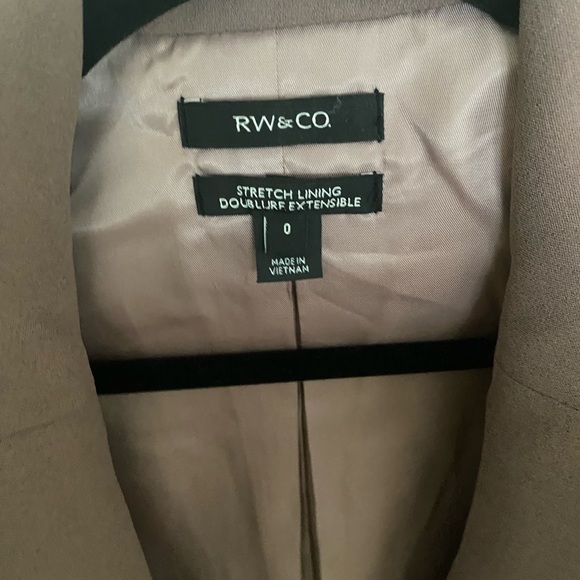 RW&CO.
STRETCH LINING
DOUBLURE EXTENSIBLE
0
MADE IN
VIETNAM